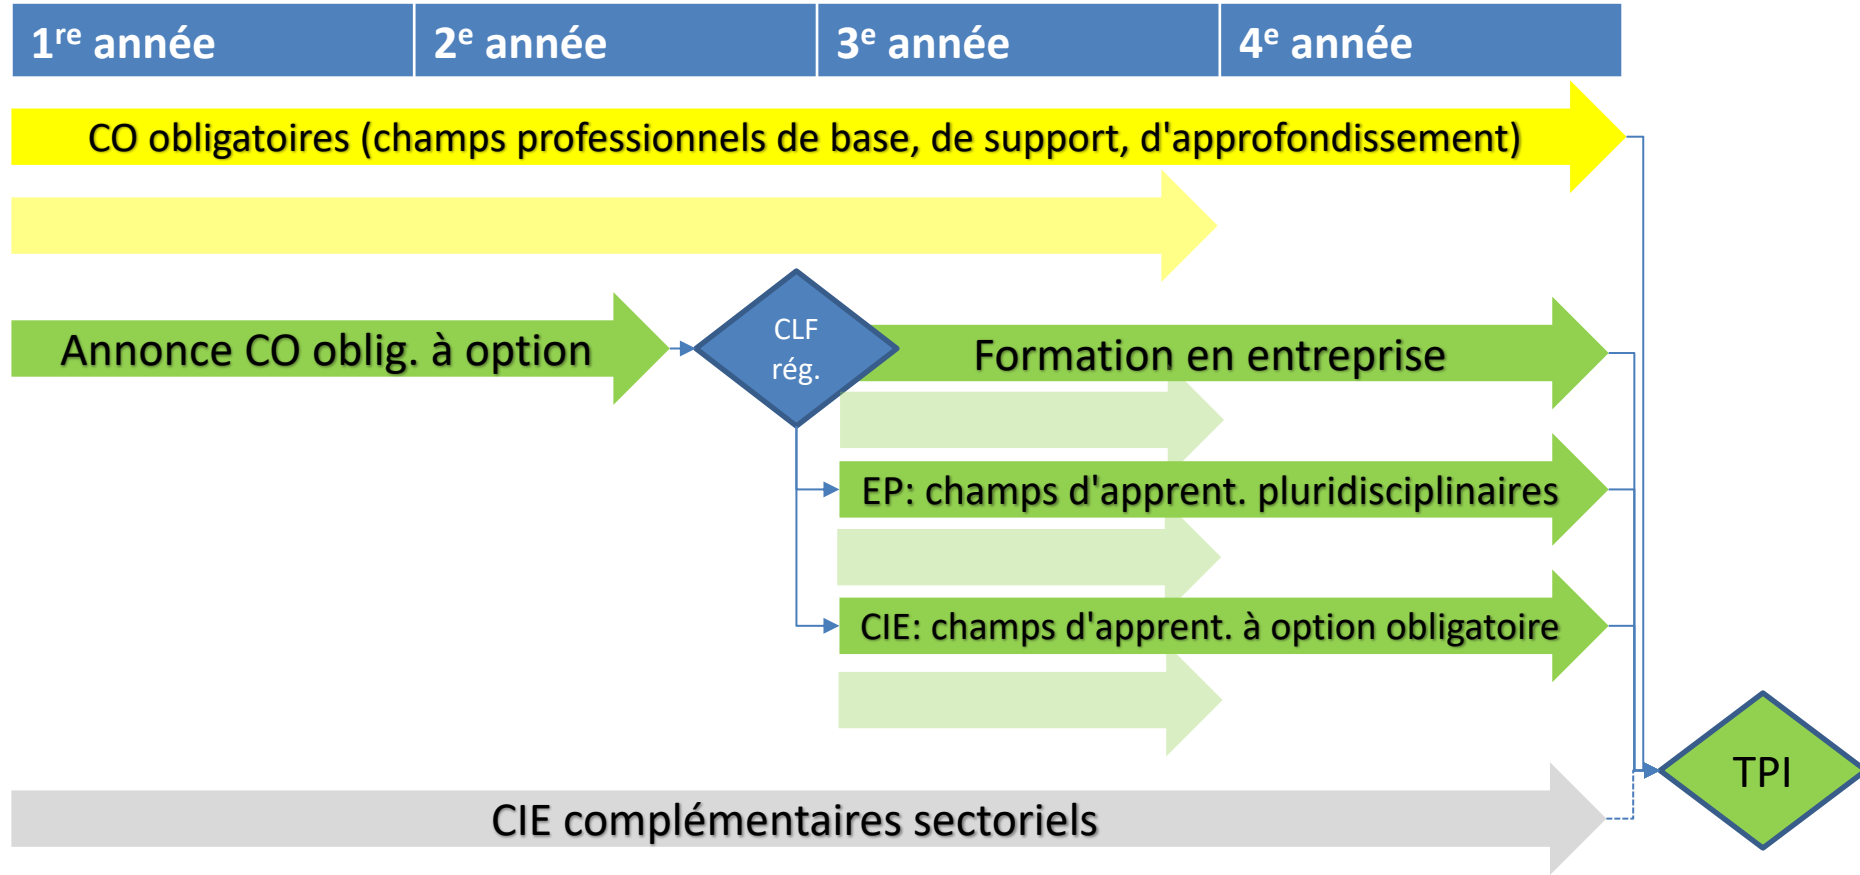 1re année
2e année
3e année
4e année
CO obligatoires (champs professionnels de base, de support, d'approfondissement)
Annonce CO oblig. à option
CLF
rég.
Formation en entreprise
EP: champs d'apprent. pluridisciplinaires
CIE: champs d'apprent. à option obligatoire
TPI
CIE complémentaires sectoriels